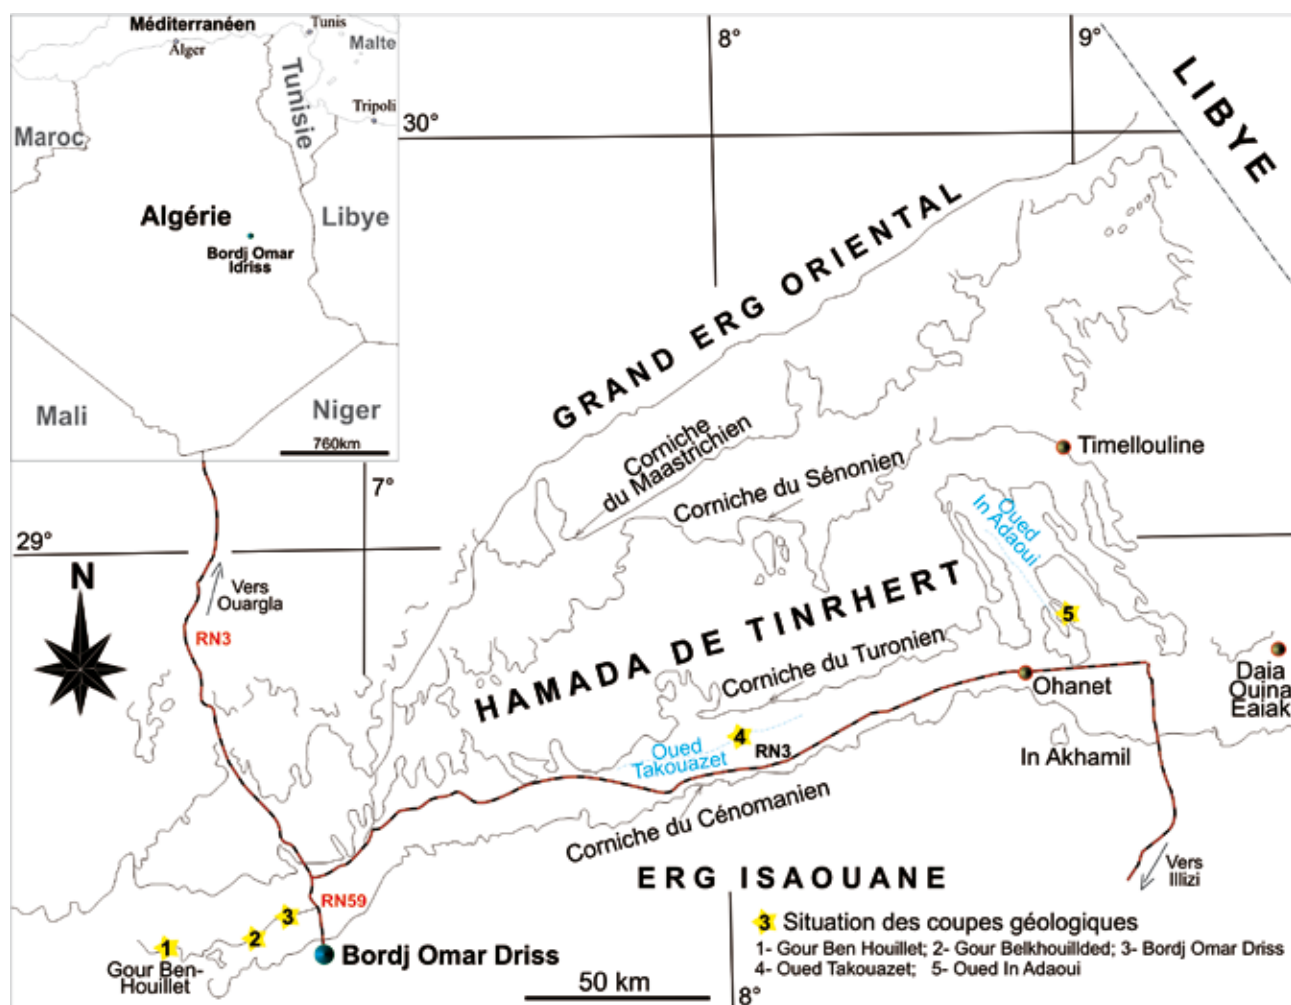 Méditerranéen
Tunis
Alger
Malte
Tunisie
Tripoli
Maroc
Algérie
Libye
Bordj Omar
Idriss
Mali
Niger
760km
8°
9°
30°
LIBYE
GRAND ERG ORIENTAL
Corniche
du Maastrichien
Corniche du Sénonien
Timellouline
7°
29°
Oued
In Adaoui
N
Vers
Ouargla
RN3
HAMADA DE TINRHERT
5
Corniche du Turonien
Ohanet
Daia
Ouina
Eaiak
4
Oued
Takouazet
RN3
In Akhamil
Corniche du Cénomanien
ERG ISAOUANE
Vers
Illizi
RN59
3
2
1
Gour Ben-
Houillet
Bordj Omar Driss
50 km
8°
3 Situation des coupes géologiques
1- Gour Ben Houillet; 2- Gour Belkhouillded; 3- Bordj Omar Driss
4- Oued Takouazet; 5- Oued In Adaoui